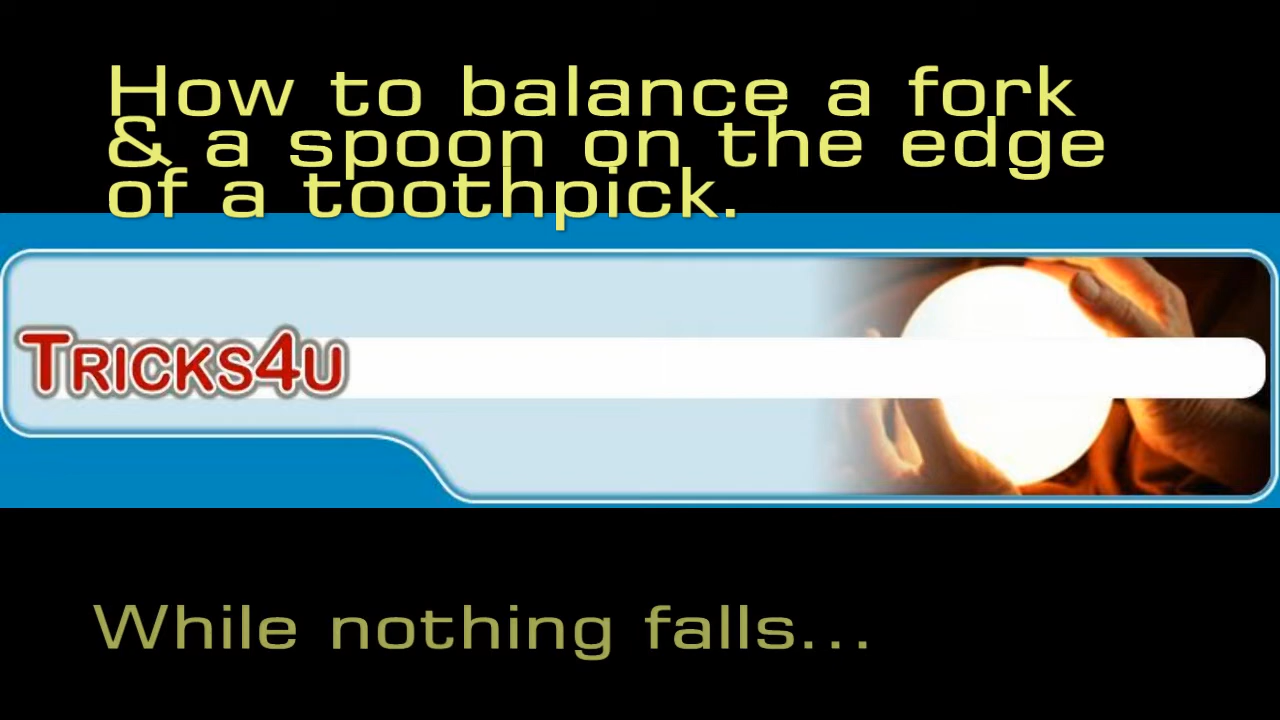 How to balance a fork
& a spoon on the edge
of a toothpick.
TRICKS4U
While nothing falls...